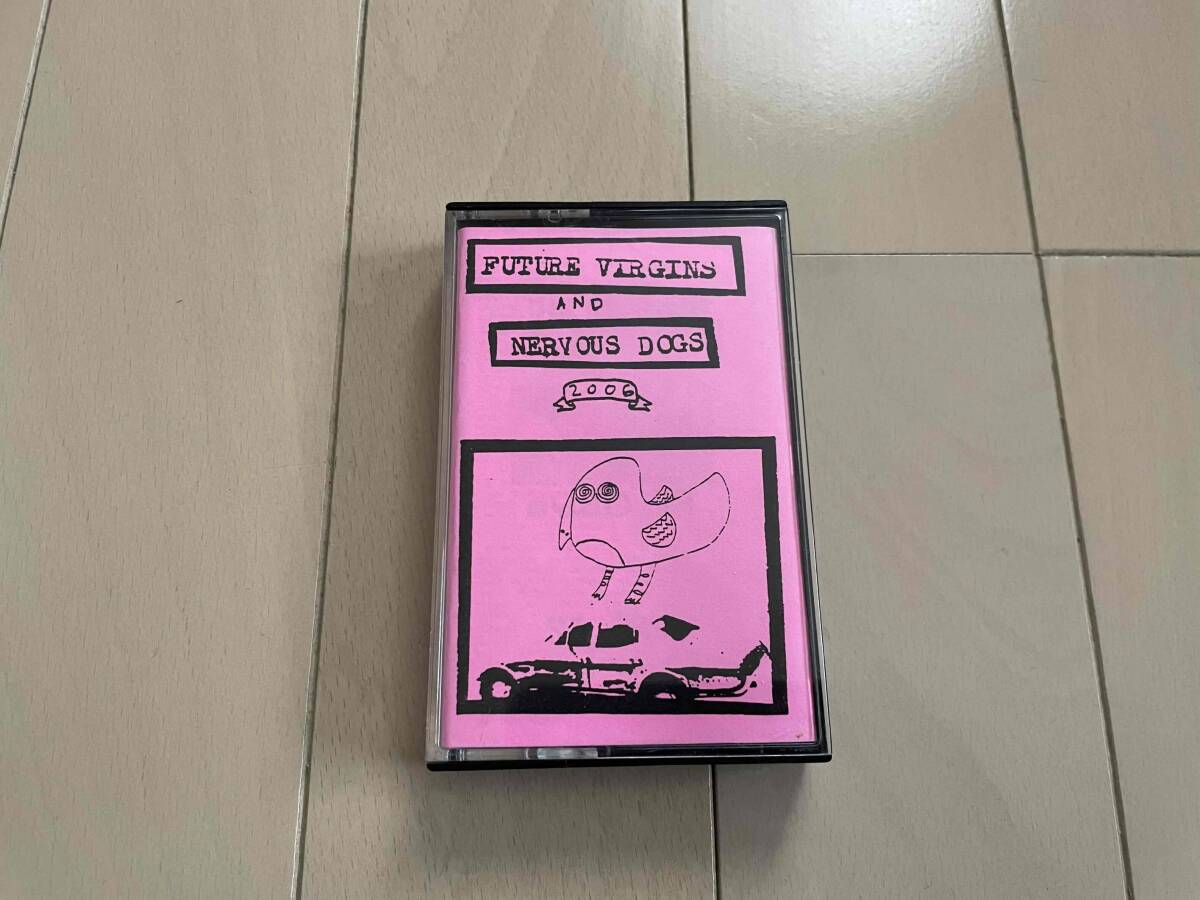 FUTURE VIRGINS
AND
NERVOUS DOGS
2006